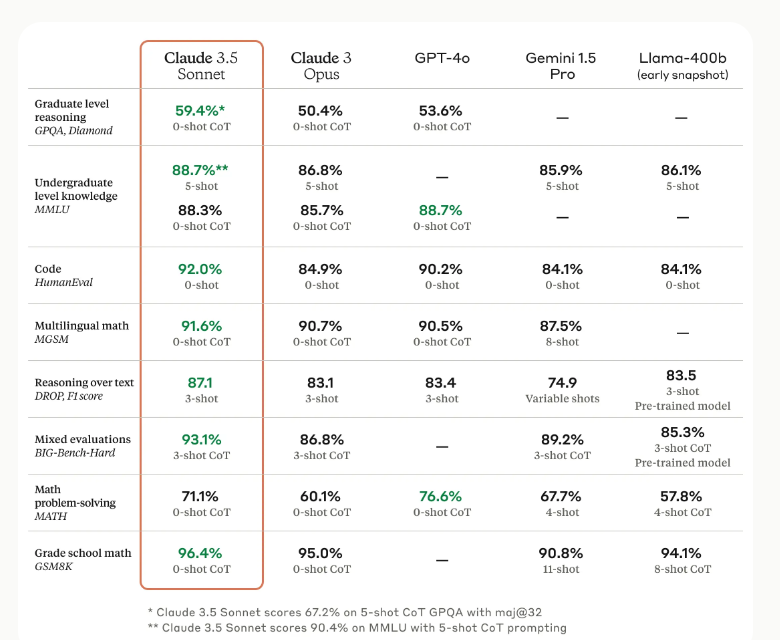 Claude 3.5 Sonnet | Claude 3 Opus | GPT-4o | Gemini 1.5 Pro | Llama-400b (early snapshot)
Graduate level
reasoning
GPQA, Diamond
59.4%* | 50.4% | 53.6% | — | —
0-shot CoT | 0-shot CoT | 0-shot CoT
Undergraduate
level knowledge
MMLU
88.7%** | 86.8% | — | 85.9% | 86.1%
5-shot | 5-shot | 5-shot | 5-shot
88.3% | 85.7% | 88.7% | — | —
0-shot CoT | 0-shot CoT | 0-shot CoT
Code
HumanEval
92.0% | 84.9% | 90.2% | 84.1% | 84.1%
0-shot | 0-shot | 0-shot | 0-shot | 0-shot
Multilingual math
MGSM
91.6% | 90.7% | 90.5% | 87.5% | —
0-shot CoT | 0-shot CoT | 0-shot CoT | 8-shot
Reasoning over text
DROP, F1 score
87.1 | 83.1 | 83.4 | 74.9 | 83.5
3-shot | 3-shot | 3-shot | Variable shots | 3-shot
Pre-trained model
Mixed evaluations
BIG-Bench-Hard
93.1% | 86.8% | — | 89.2% | 85.3%
3-shot CoT | 3-shot CoT | 3-shot CoT | 3-shot CoT
Pre-trained model
Math
problem-solving
MATH
71.1% | 60.1% | 76.6% | 67.7% | 57.8%
0-shot CoT | 0-shot CoT | 0-shot CoT | 4-shot | 4-shot CoT
Grade school math
GSM8K
96.4% | 95.0% | — | 90.8% | 94.1%
0-shot CoT | 0-shot CoT | 11-shot | 8-shot CoT
* Claude 3.5 Sonnet scores 67.2% on 5-shot CoT GPQA with maj@32
** Claude 3.5 Sonnet scores 90.4% on MMLU with 5-shot CoT prompting